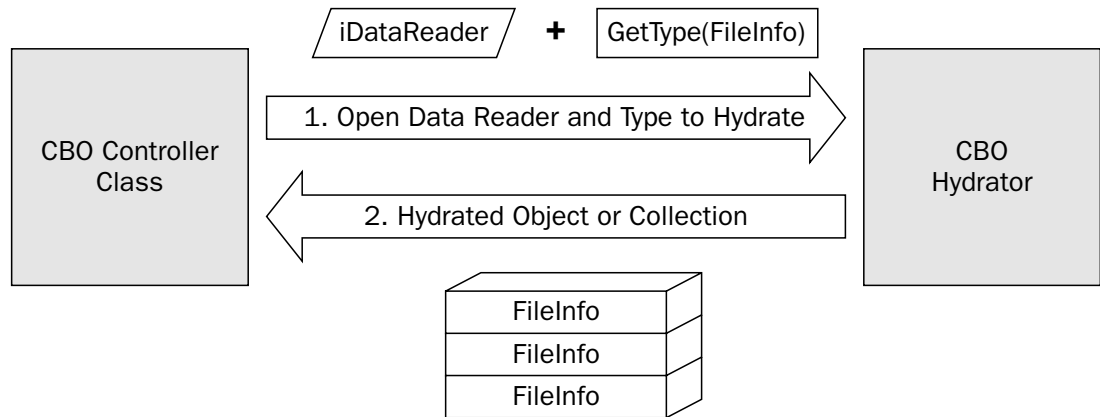 iDataReader + GetType(FileInfo)
1. Open Data Reader and Type to Hydrate
CBO Controller
Class
CBO
Hydrator
2. Hydrated Object or Collection
FileInfo
FileInfo
FileInfo